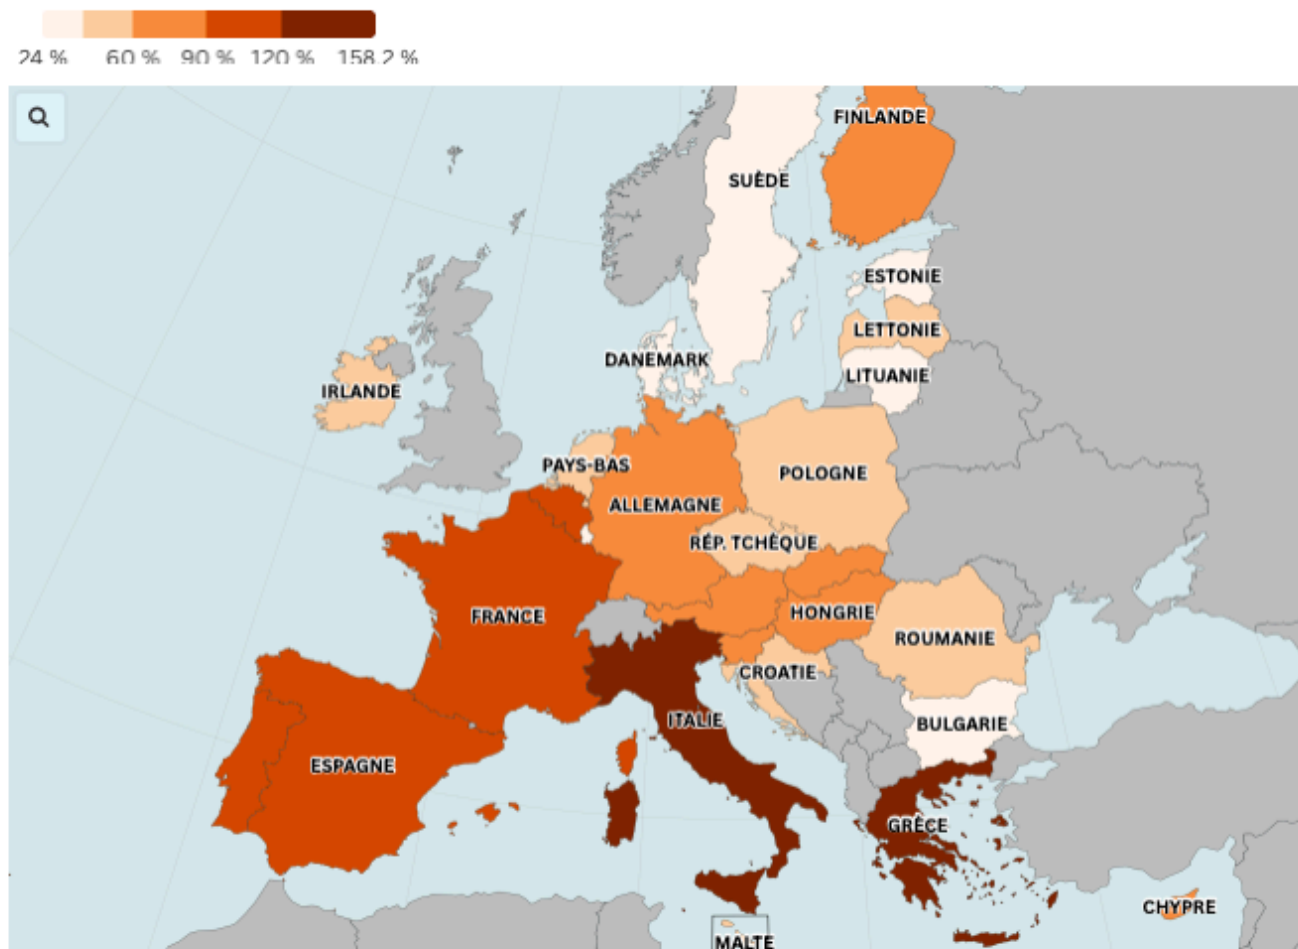 24 % 60 % 90 % 120 % 158.2 %
FINLANDE
SUÈDE
ESTONIE
LETTONIE
DANEMARK
LITUANIE
IRLANDE
PAYS-BAS
POLOGNE
ALLEMAGNE
RÉP. TCHÈQUE
HONGRIE
FRANCE
ROUMANIE
CROATIE
ITALIE
BULGARIE
ESPAGNE
GRÈCE
CHYPRE
MALTE